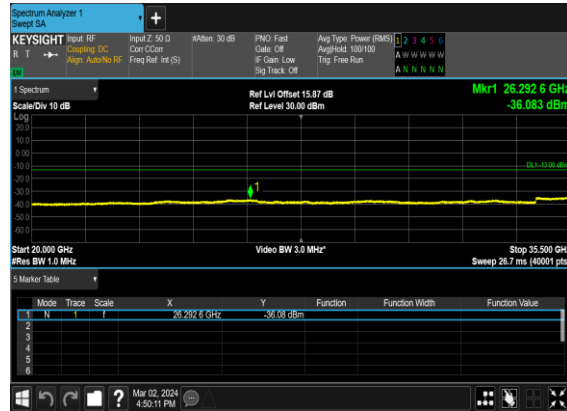 Spectrum Analyzer 1
Swept SA
+
KEYSIGHT Input: RF Input Z: 50 Ω #Atten: 30 dB PNO: Fast Avg Type: Power (RMS) 1 2 3 4 5 6
R T Coupling: DC Corr CCorr Gate: Off Avg|Hold: 100/100 A W W W W W
Align: Auto/No RF Freq Ref: Int (S) IF Gain: Low Trig: Free Run
Sig Track: Off A N N N N N
1 Spectrum Ref Lvl Offset 15.87 dB Mkr1 26.292 6 GHz
Scale/Div 10 dB Ref Level 30.00 dBm -36.083 dBm
Log
20.0
10.0
0.00
-10.0 DL1 -13.00 dBm
-20.0
-30.0 1
-40.0
-50.0
-60.0
Start 20.000 GHz Video BW 3.0 MHz* Stop 35.500 GHz
#Res BW 1.0 MHz Sweep 26.7 ms (40001 pts)
5 Marker Table
Mode Trace Scale X Y Function Function Width Function Value
1 N 1 f 26.292 6 GHz -36.08 dBm
2
3
4
5
6
? Mar 02, 2024
4:50:11 PM